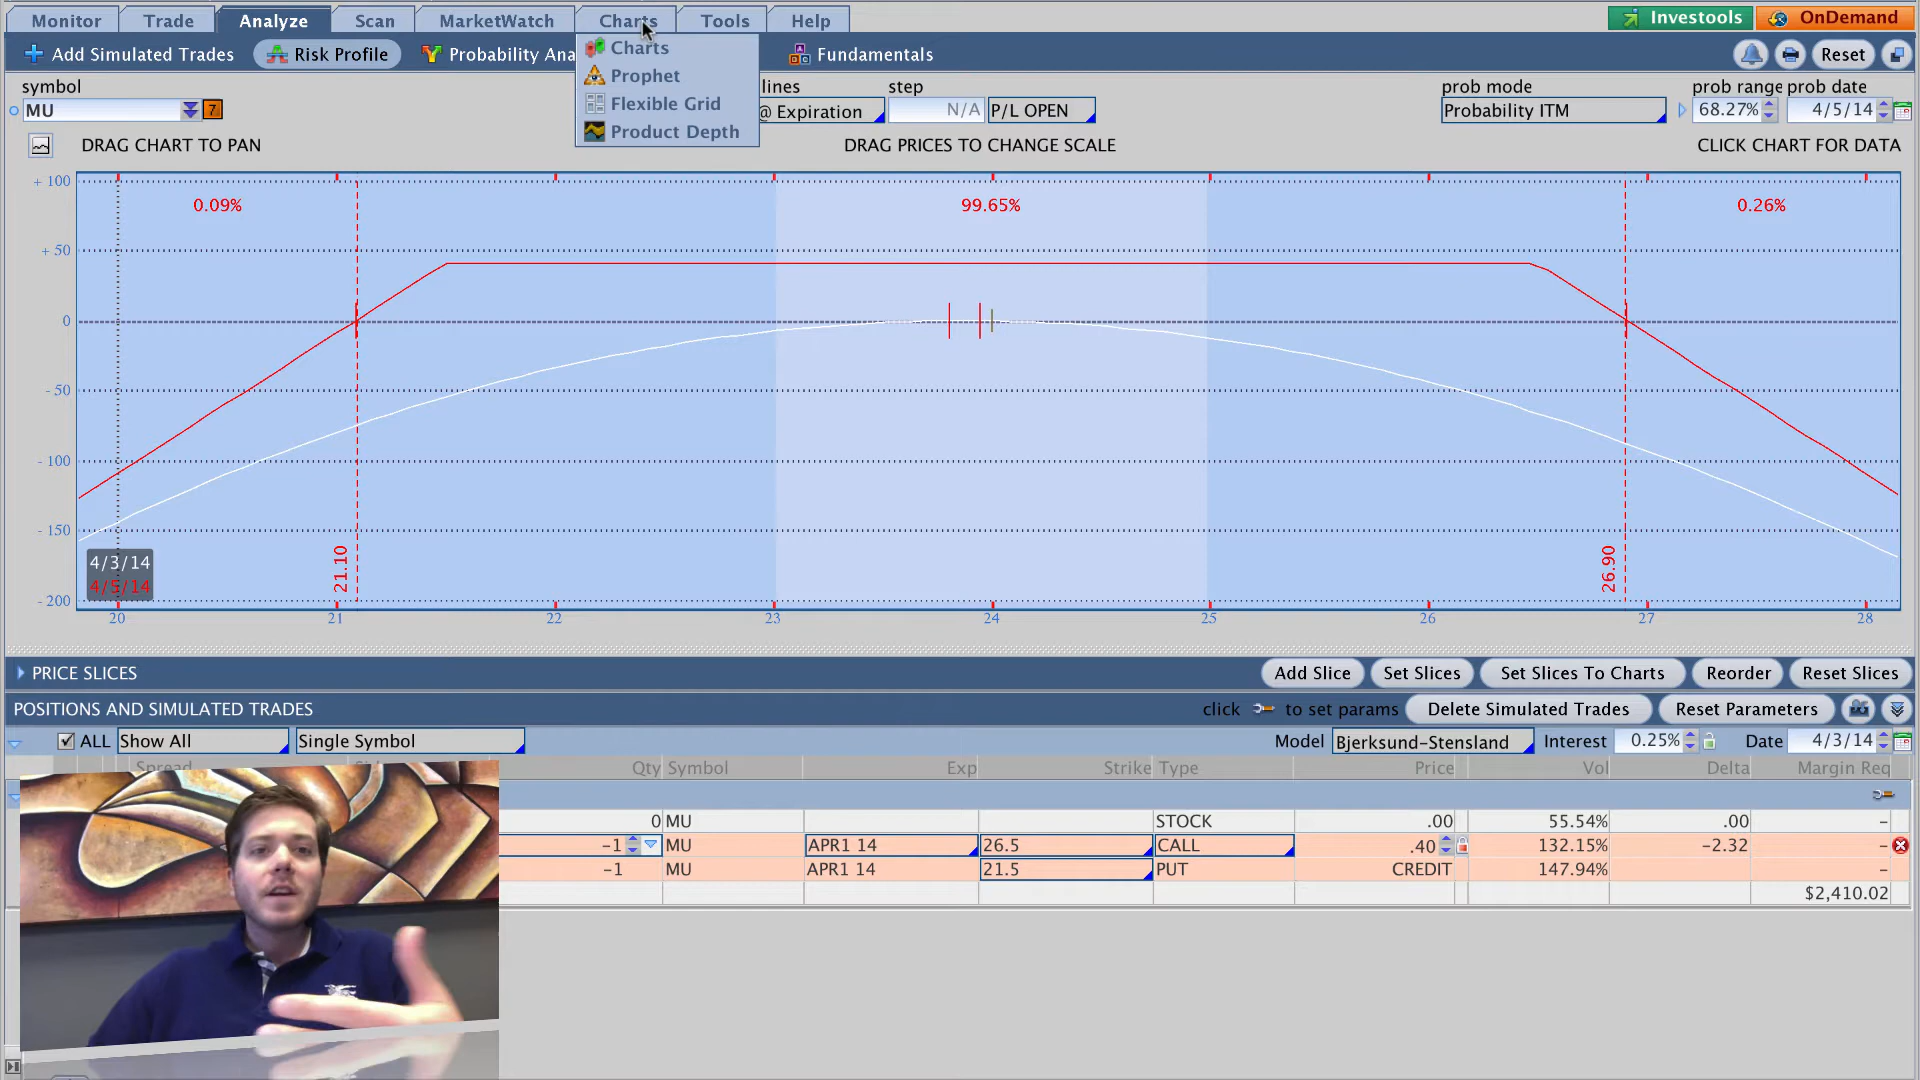 Monitor Trade Analyze Scan MarketWatch Charts Tools Help Investools OnDemand
Add Simulated Trades Risk Profile Probability Ana Fundamentals Reset
Charts
Prophet
Flexible Grid
Product Depth
symbol lines step prob mode prob range prob date
MU 7 @ Expiration N/A P/L OPEN Probability ITM 68.27% 4/5/14
DRAG CHART TO PAN DRAG PRICES TO CHANGE SCALE CLICK CHART FOR DATA
+ 100
0.09% 99.65% 0.26%
+ 50
0
- 50
- 100
- 150
4/3/14
4/5/14
21.10
26.90
- 200
20 21 22 23 24 25 26 27 28
PRICE SLICES Add Slice Set Slices Set Slices To Charts Reorder Reset Slices
POSITIONS AND SIMULATED TRADES click to set params Delete Simulated Trades Reset Parameters
ALL Show All Single Symbol Model Bjerksund-Stensland Interest 0.25% Date 4/3/14
Spread Qty Symbol Exp Strike Type Price Vol Delta Margin Req
0 MU STOCK .00 55.54% .00 –
-1 MU APR1 14 26.5 CALL .40 132.15% -2.32 –
-1 MU APR1 14 21.5 PUT CREDIT 147.94% –
$2,410.02